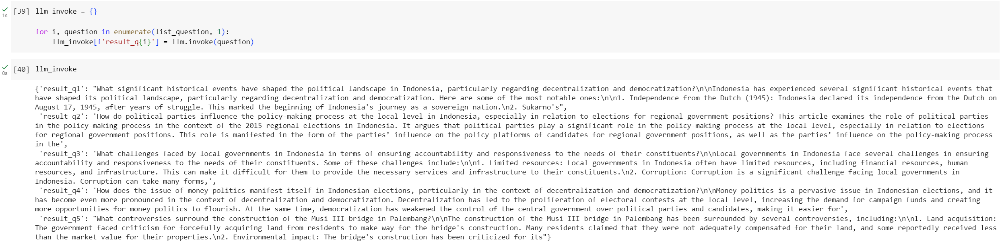 [39] llm_invoke = {}
1s
for i, question in enumerate(list_question, 1):
    llm_invoke[f'result_q{i}'] = llm.invoke(question)
[40] llm_invoke
0s
{'result_q1': "What significant historical events have shaped the political landscape in Indonesia, particularly regarding decentralization and democratization?\n\nIndonesia has experienced several significant historical events that
have shaped its political landscape, particularly regarding decentralization and democratization. Here are some of the most notable ones:\n\n1. Independence from the Dutch (1945): Indonesia declared its independence from the Dutch on
August 17, 1945, after years of struggle. This marked the beginning of Indonesia's journey as a sovereign nation.\n2. Sukarno's",
 'result_q2': 'How do political parties influence the policy-making process at the local level in Indonesia, especially in relation to elections for regional government positions? This article examines the role of political parties
in the policy-making process in the context of the 2015 regional elections in Indonesia. It argues that political parties play a significant role in the policy-making process at the local level, especially in relation to elections
for regional government positions. This role is manifested in the form of the parties’ influence on the policy platforms of candidates for regional government positions, as well as the parties’ influence on the policy-making process
in the',
 'result_q3': 'What challenges faced by local governments in Indonesia in terms of ensuring accountability and responsiveness to the needs of their constituents?\n\nLocal governments in Indonesia face several challenges in ensuring
accountability and responsiveness to the needs of their constituents. Some of these challenges include:\n\n1. Limited resources: Local governments in Indonesia often have limited resources, including financial resources, human
resources, and infrastructure. This can make it difficult for them to provide the necessary services and infrastructure to their constituents.\n2. Corruption: Corruption is a significant challenge facing local governments in
Indonesia. Corruption can take many forms,',
 'result_q4': 'How does the issue of money politics manifest itself in Indonesian elections, particularly in the context of decentralization and democratization?\n\nMoney politics is a pervasive issue in Indonesian elections, and it
has become even more pronounced in the context of decentralization and democratization. Decentralization has led to the proliferation of electoral contests at the local level, increasing the demand for campaign funds and creating
more opportunities for money politics to flourish. At the same time, democratization has weakened the control of the central government over political parties and candidates, making it easier for',
 'result_q5': "What controversies surround the construction of the Musi III bridge in Palembang?\n\nThe construction of the Musi III bridge in Palembang has been surrounded by several controversies, including:\n\n1. Land acquisition:
The government faced criticism for forcefully acquiring land from residents to make way for the bridge's construction. Many residents claimed that they were not adequately compensated for their land, and some reportedly received less
than the market value for their properties.\n2. Environmental impact: The bridge's construction has been criticized for its"}